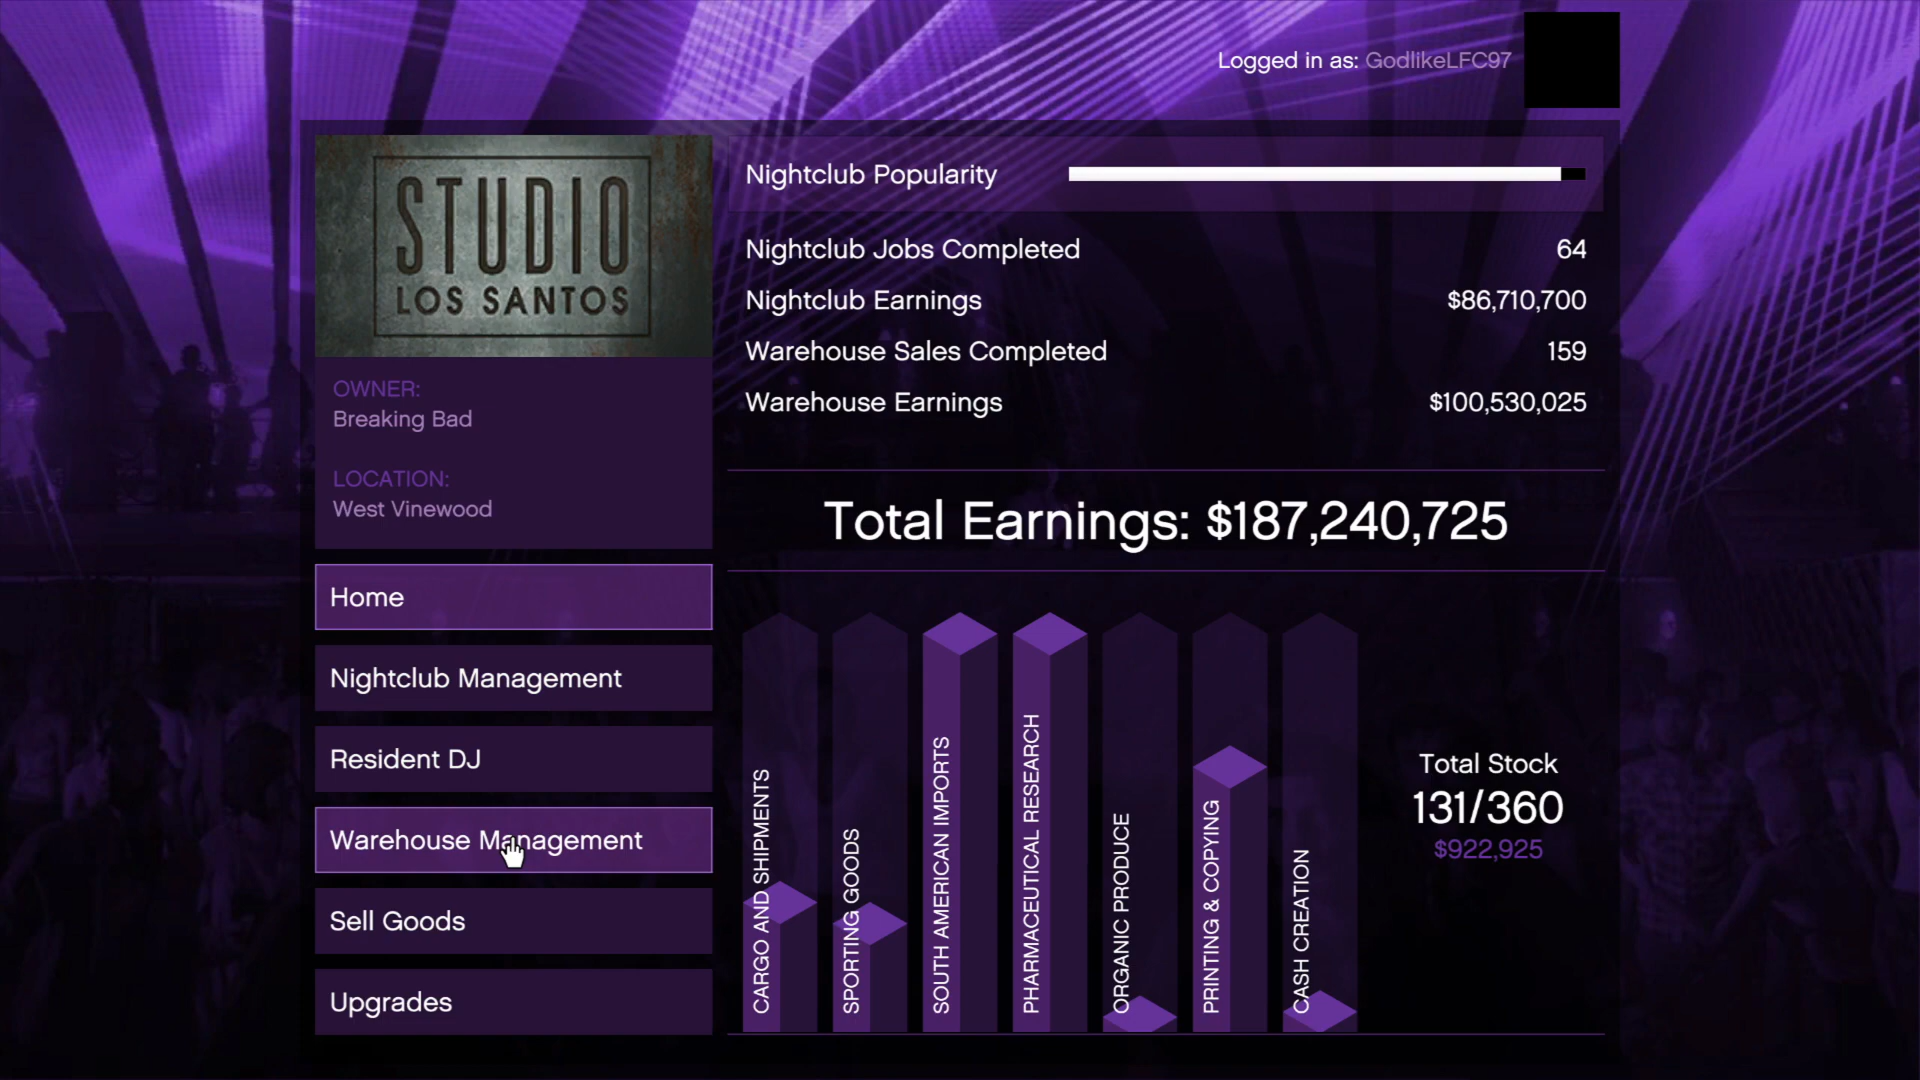 Logged in as: GodlikeLFC97
STUDIO
LOS SANTOS
OWNER:
Breaking Bad
LOCATION:
West Vinewood
Home
Nightclub Management
Resident DJ
Warehouse Management
Sell Goods
Upgrades
Nightclub Popularity
Nightclub Jobs Completed 64
Nightclub Earnings $86,710,700
Warehouse Sales Completed 159
Warehouse Earnings $100,530,025
Total Earnings: $187,240,725
CARGO AND SHIPMENTS
SPORTING GOODS
SOUTH AMERICAN IMPORTS
PHARMACEUTICAL RESEARCH
ORGANIC PRODUCE
PRINTING & COPYING
CASH CREATION
Total Stock
131/360
$922,925